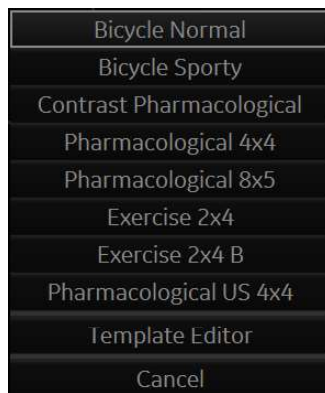 Bicycle Normal
Bicycle Sporty
Contrast Pharmacological
Pharmacological 4x4
Pharmacological 8x5
Exercise 2x4
Exercise 2x4 B
Pharmacological US 4x4
Template Editor
Cancel